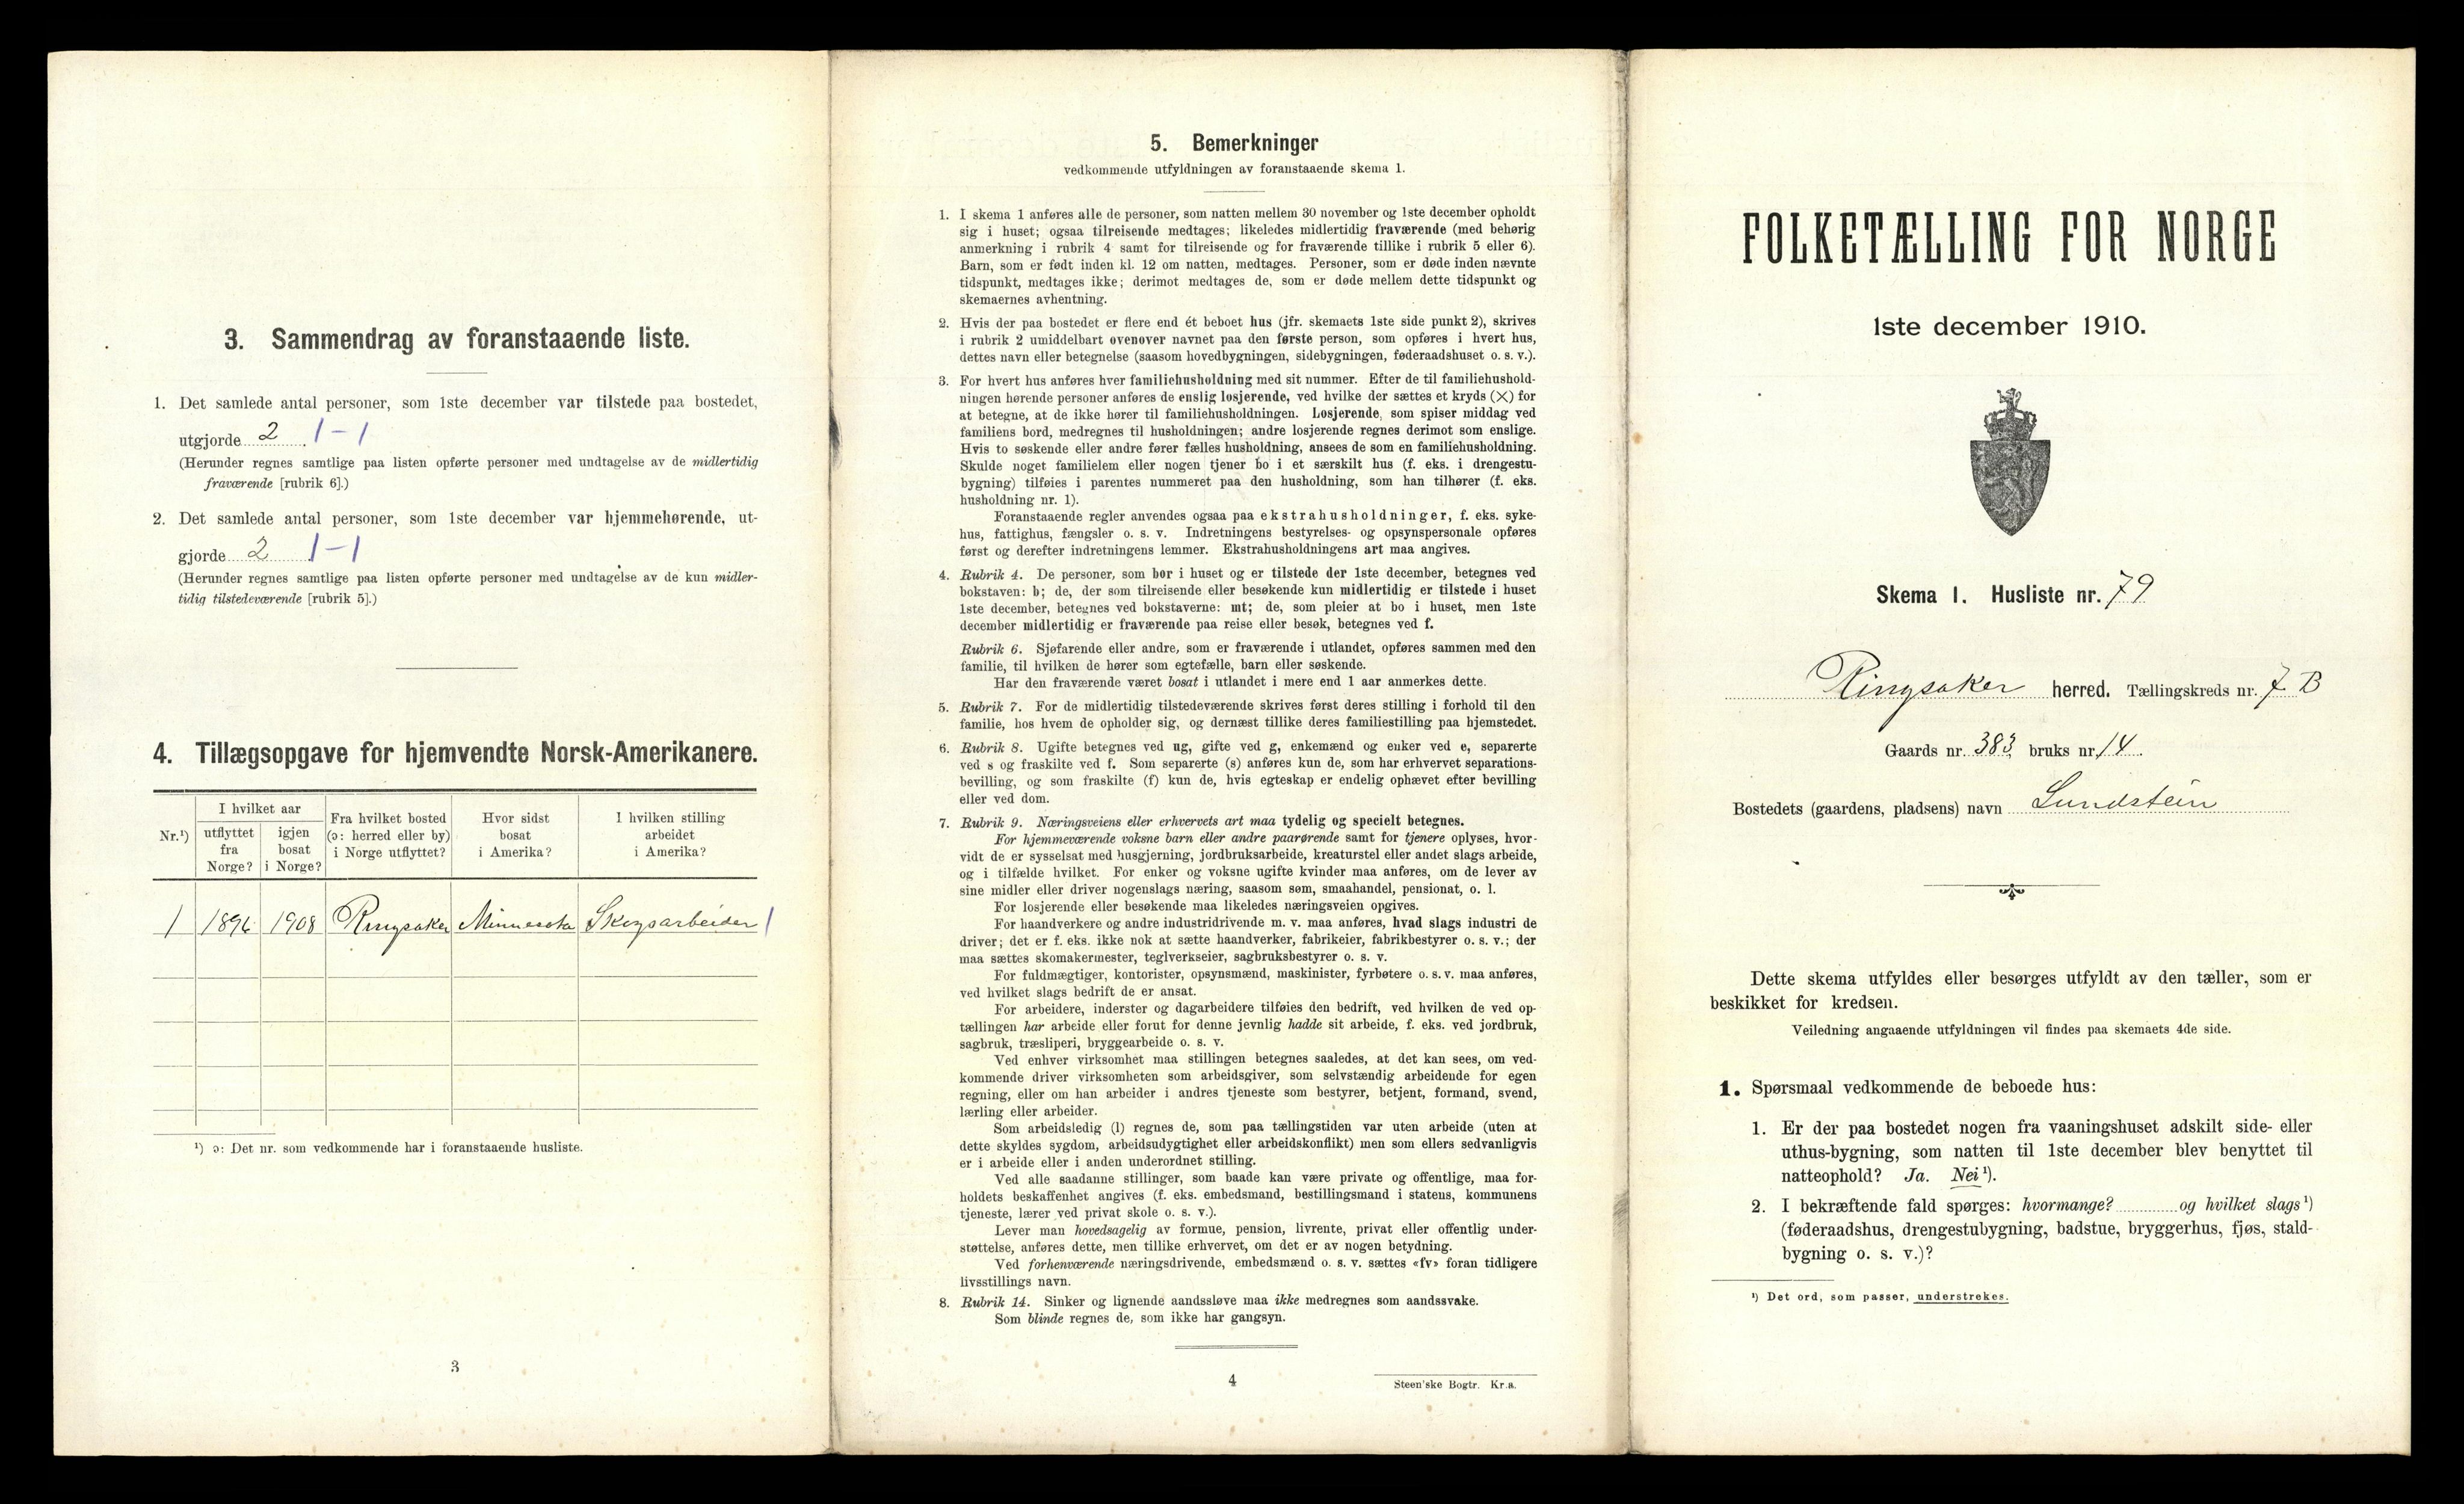 3. Sammendrag av foranstaaende liste.
1. Det samlede antal personer, som 1ste december var tilstede paa bostedet,
utgjorde 2 . 1 – 1
(Herunder regnes samtlige paa listen opførte personer med undtagelse av de midlertidig
fraværende [rubrik 6].)
2. Det samlede antal personer, som 1ste december var hjemmehørende, ut-
gjorde 2 1 – 1
(Herunder regnes samtlige paa listen opførte personer med undtagelse av de kun midler-
tidig tilstedeværende [rubrik 5].)
4. Tillægsopgave for hjemvendte Norsk-Amerikanere.
Nr.¹)
I hvilket aar
utflyttet
fra
Norge?
igjen
bosat
i Norge?
Fra hvilket bosted
(ɔ: herred eller by)
i Norge utflyttet?
Hvor sidst
bosat
i Amerika?
I hvilken stilling
arbeidet
i Amerika?
1 1896 1908 Ringsaker Minnesota Skogsarbeider 1
¹) ɔ: Det nr. som vedkommende har i foranstaaende husliste.
3
5. Bemerkninger
vedkommende utfyldningen av foranstaaende skema 1.
1. I skema 1 anføres alle de personer, som natten mellem 30 november og 1ste december opholdt
sig i huset; ogsaa tilreisende medtages; likeledes midlertidig fraværende (med behørig
anmerkning i rubrik 4 samt for tilreisende og for fraværende tillike i rubrik 5 eller 6).
Barn, som er født inden kl. 12 om natten, medtages. Personer, som er døde inden nævnte
tidspunkt, medtages ikke; derimot medtages de, som er døde mellem dette tidspunkt og
skemaernes avhentning.
2. Hvis der paa bostedet er flere end ét beboet hus (jfr. skemaets 1ste side punkt 2), skrives
i rubrik 2 umiddelbart ovenover navnet paa den første person, som opføres i hvert hus,
dettes navn eller betegnelse (saasom hovedbygningen, sidebygningen, føderaadshuset o. s. v.).
3. For hvert hus anføres hver familiehusholdning med sit nummer. Efter de til familiehushold-
ningen hørende personer anføres de enslig losjerende, ved hvilke der sættes et kryds (×) for
at betegne, at de ikke hører til familiehusholdningen. Losjerende, som spiser middag ved
familiens bord, medregnes til husholdningen; andre losjerende regnes derimot som enslige.
Hvis to søskende eller andre fører fælles husholdning, ansees de som en familiehusholdning.
Skulde noget familielem eller nogen tjener bo i et særskilt hus (f. eks. i drengestu-
bygning) tilføies i parentes nummeret paa den husholdning, som han tilhører (f. eks.
husholdning nr. 1).
Foranstaaende regler anvendes ogsaa paa ekstrahusholdninger, f. eks. syke-
hus, fattighus, fængsler o. s. v. Indretningens bestyrelses- og opsynspersonale opføres
først og derefter indretningens lemmer. Ekstrahusholdningens art maa angives.
4. Rubrik 4. De personer, som bor i huset og er tilstede der 1ste december, betegnes ved
bokstaven: b; de, der som tilreisende eller besøkende kun midlertidig er tilstede i huset
1ste december, betegnes ved bokstaverne: mt; de, som pleier at bo i huset, men 1ste
december midlertidig er fraværende paa reise eller besøk, betegnes ved f.
Rubrik 6. Sjøfarende eller andre, som er fraværende i utlandet, opføres sammen med den
familie, til hvilken de hører som egtefælle, barn eller søskende.
Har den fraværende været bosat i utlandet i mere end 1 aar anmerkes dette.
5. Rubrik 7. For de midlertidig tilstedeværende skrives først deres stilling i forhold til den
familie, hos hvem de opholder sig, og dernæst tillike deres familiestilling paa hjemstedet.
6. Rubrik 8. Ugifte betegnes ved ug, gifte ved g, enkemænd og enker ved e, separerte
ved s og fraskilte ved f. Som separerte (s) anføres kun de, som har erhvervet separations-
bevilling, og som fraskilte (f) kun de, hvis egteskap er endelig ophævet efter bevilling
eller ved dom.
7. Rubrik 9. Næringsveiens eller erhvervets art maa tydelig og specielt betegnes.
For hjemmeværende voksne barn eller andre paarørende samt for tjenere oplyses, hvor-
vidt de er sysselsat med husgjerning, jordbruksarbeide, kreaturstel eller andet slags arbeide,
og i tilfælde hvilket. For enker og voksne ugifte kvinder maa anføres, om de lever av
sine midler eller driver nogenslags næring, saasom søm, smaahandel, pensionat, o. l.
For losjerende eller besøkende maa likeledes næringsveien opgives.
For haandverkere og andre industridrivende m. v. maa anføres, hvad slags industri de
driver; det er f. eks. ikke nok at sætte haandverker, fabrikeier, fabrikbestyrer o. s. v.; der
maa sættes skomakermester, teglverkseier, sagbruksbestyrer o. s. v.
For fuldmægtiger, kontorister, opsynsmænd, maskinister, fyrbøtere o. s. v. maa anføres,
ved hvilket slags bedrift de er ansat.
For arbeidere, inderster og dagarbeidere tilføies den bedrift, ved hvilken de ved op-
tællingen har arbeide eller forut for denne jevnlig hadde sit arbeide, f. eks. ved jordbruk,
sagbruk, træsliperi, bryggearbeide o. s. v.
Ved enhver virksomhet maa stillingen betegnes saaledes, at det kan sees, om ved-
kommende driver virksomheten som arbeidsgiver, som selvstændig arbeidende for egen
regning, eller om han arbeider i andres tjeneste som bestyrer, betjent, formand, svend,
lærling eller arbeider.
Som arbeidsledig (l) regnes de, som paa tællingstiden var uten arbeide (uten at
dette skyldes sygdom, arbeidsudygtighet eller arbeidskonflikt) men som ellers sedvanligvis
er i arbeide eller i anden underordnet stilling.
Ved alle saadanne stillinger, som baade kan være private og offentlige, maa for-
holdets beskaffenhet angives (f. eks. embedsmand, bestillingsmand i statens, kommunens
tjeneste, lærer ved privat skole o. s. v.).
Lever man hovedsagelig av formue, pension, livrente, privat eller offentlig under-
støttelse, anføres dette, men tillike erhvervet, om det er av nogen betydning.
Ved forhenværende næringsdrivende, embedsmænd o. s. v. sættes «fv» foran tidligere
livsstillings navn.
8. Rubrik 14. Sinker og lignende aandssløve maa ikke medregnes som aandssvake.
Som blinde regnes de, som ikke har gangsyn.
4
Steen'ske Bogtr. Kr.a.
FOLKETÆLLING FOR NORGE
1ste december 1910.
Skema 1. Husliste nr. 79
Ringsaker herred. Tællingskreds nr. 7 B
Gaards nr. 383, bruks nr. 14.
Bostedets (gaardens, pladsens) navn Lundstein
Dette skema utfyldes eller besørges utfyldt av den tæller, som er
beskikket for kredsen.
Veiledning angaaende utfyldningen vil findes paa skemaets 4de side.
1. Spørsmaal vedkommende de beboede hus:
1. Er der paa bostedet nogen fra vaaningshuset adskilt side- eller
uthus-bygning, som natten til 1ste december blev benyttet til
natteophold? Ja. Nei ¹).
2. I bekræftende fald spørges: hvormange? og hvilket slags ¹)
(føderaadshus, drengestubygning, badstue, bryggerhus, fjøs, stald-
bygning o. s. v.)?
¹) Det ord, som passer, understrekes.